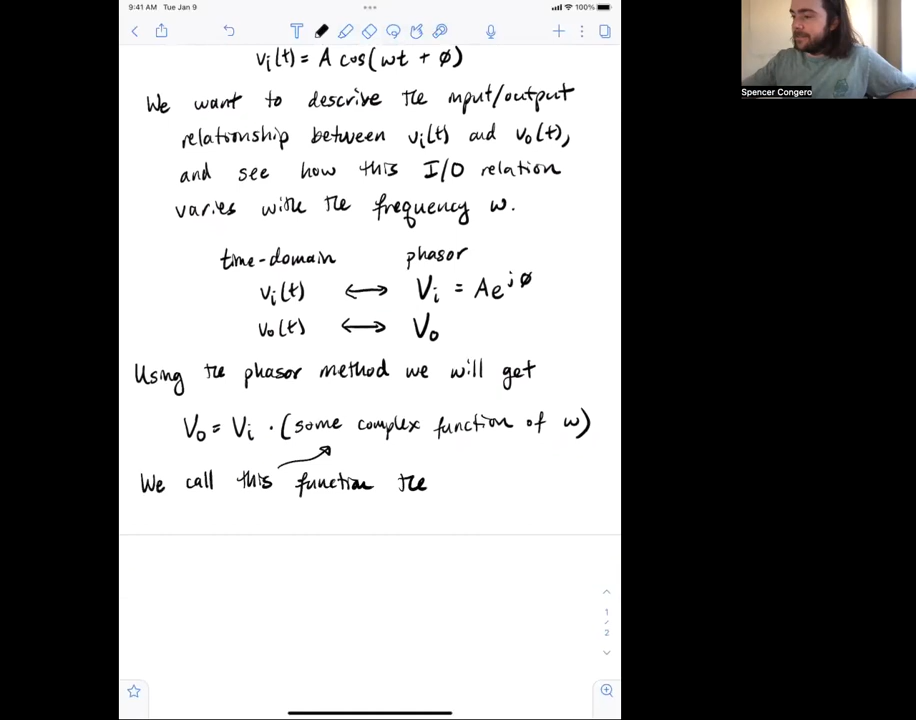 9:41 AM Tue Jan 9
100%
vi(t) = A cos(wt + φ)
We want to describe the input/output
relationship between vi(t) and vo(t),
and see how this I/O relation
varies with the frequency w.
time-domain phasor
vi(t) ↔ Vi = Ae^jφ
vo(t) ↔ Vo
Using the phasor method we will get
Vo = Vi · (some complex function of w)
We call this function the
1
/
2
Spencer Congero